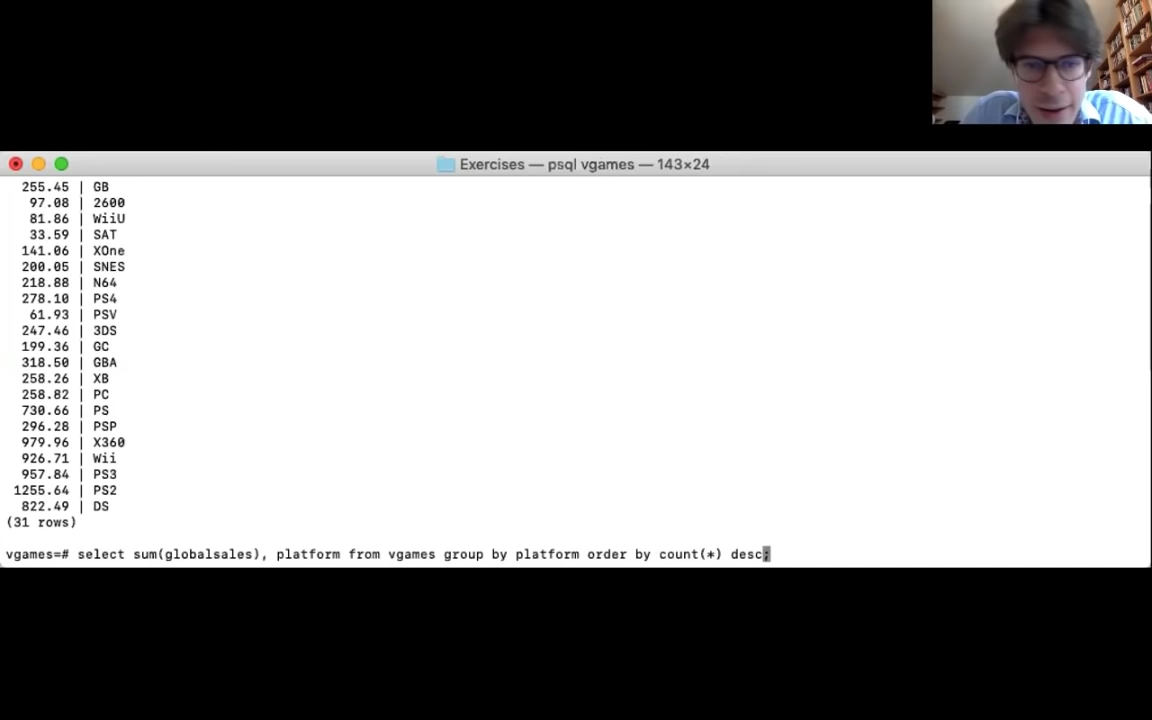 Exercises — psql vgames — 143×24
255.45 | GB
97.08 | 2600
81.86 | WiiU
33.59 | SAT
141.06 | XOne
200.05 | SNES
218.88 | N64
278.10 | PS4
61.93 | PSV
247.46 | 3DS
199.36 | GC
318.50 | GBA
258.26 | XB
258.82 | PC
730.66 | PS
296.28 | PSP
979.96 | X360
926.71 | Wii
957.84 | PS3
1255.64 | PS2
822.49 | DS
(31 rows)
vgames=# select sum(globalsales), platform from vgames group by platform order by count(*) desc;